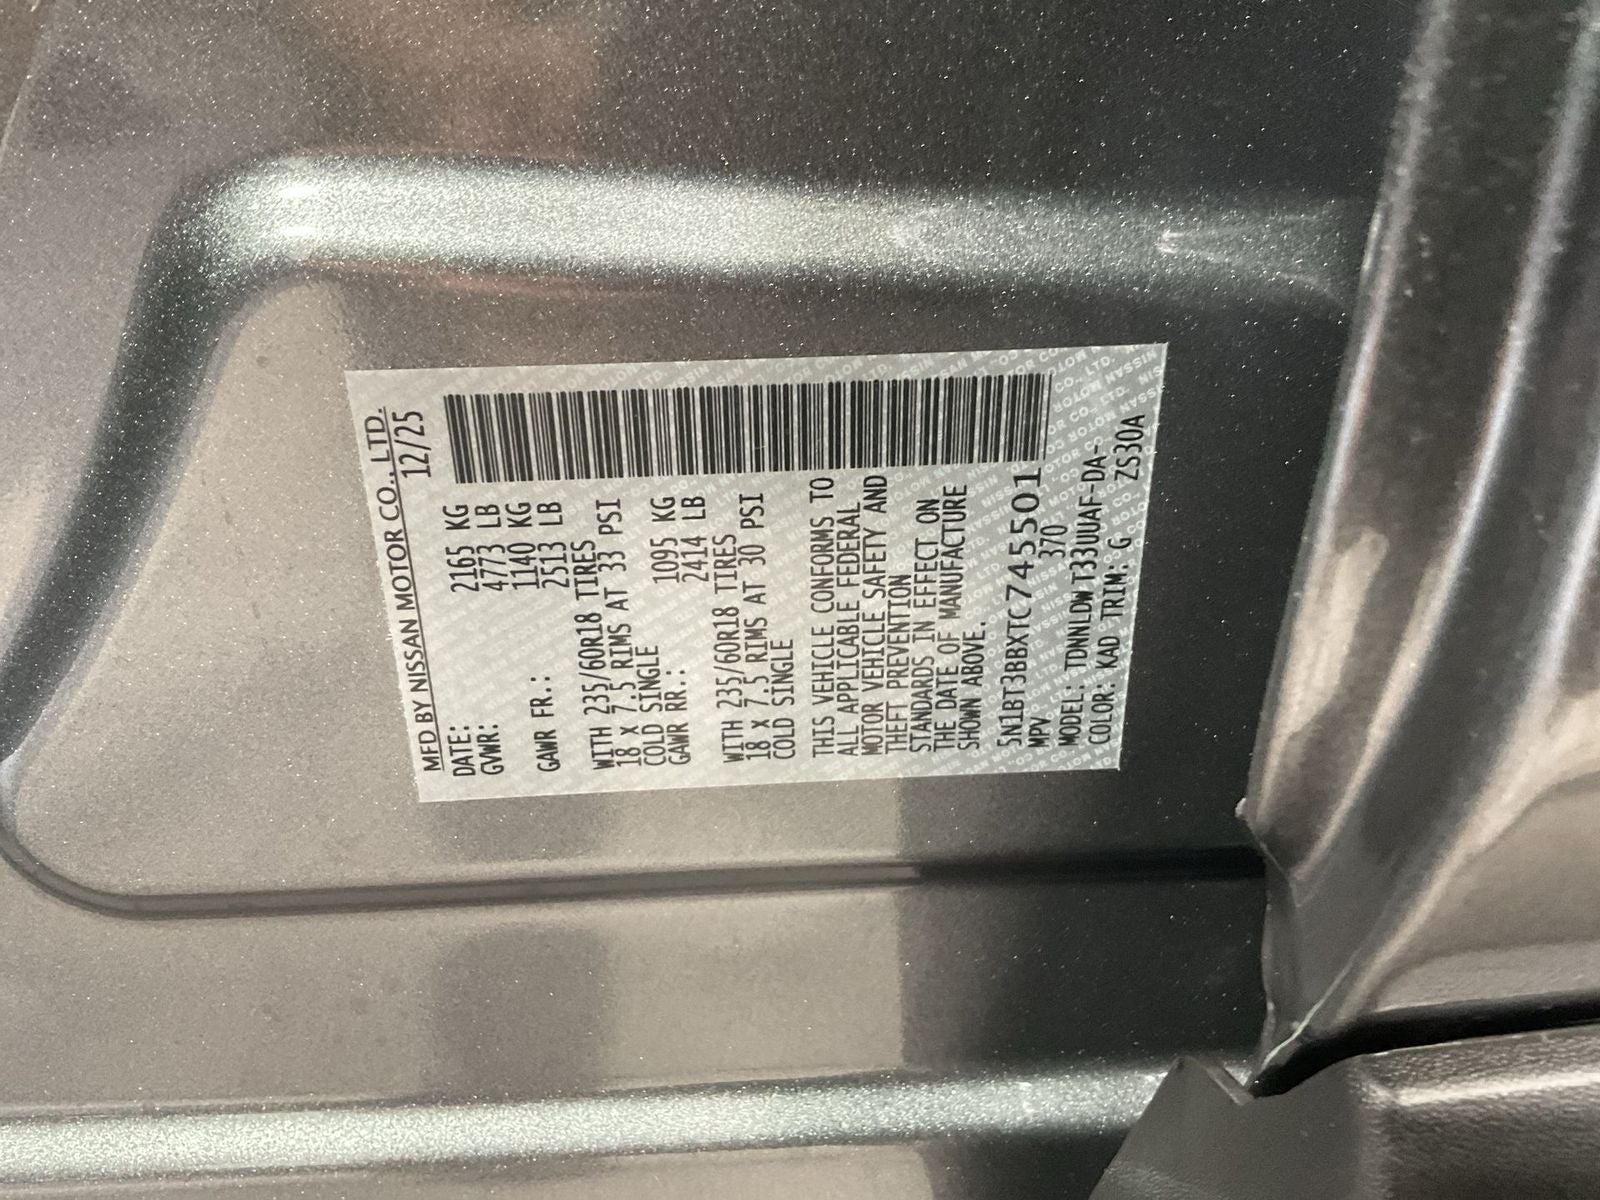 MFD BY NISSAN MOTOR CO., LTD.
DATE: 12/25
GVWR: 2165 KG
4773 LB
GAWR FR.: 1140 KG
2513 LB
WITH 235/60R18 TIRES
18 X 7.5 RIMS AT 33 PSI
COLD SINGLE
GAWR RR.: 1095 KG
2414 LB
WITH 235/60R18 TIRES
18 X 7.5 RIMS AT 30 PSI
COLD SINGLE
THIS VEHICLE CONFORMS TO
ALL APPLICABLE FEDERAL
MOTOR VEHICLE SAFETY AND
THEFT PREVENTION
STANDARDS IN EFFECT ON
THE DATE OF MANUFACTURE
SHOWN ABOVE.
5N1BT3BBXTC745501
MPV 370
MODEL: TDNNLDW T33UUAF-DA-
COLOR: KAD TRIM: G ZS30A